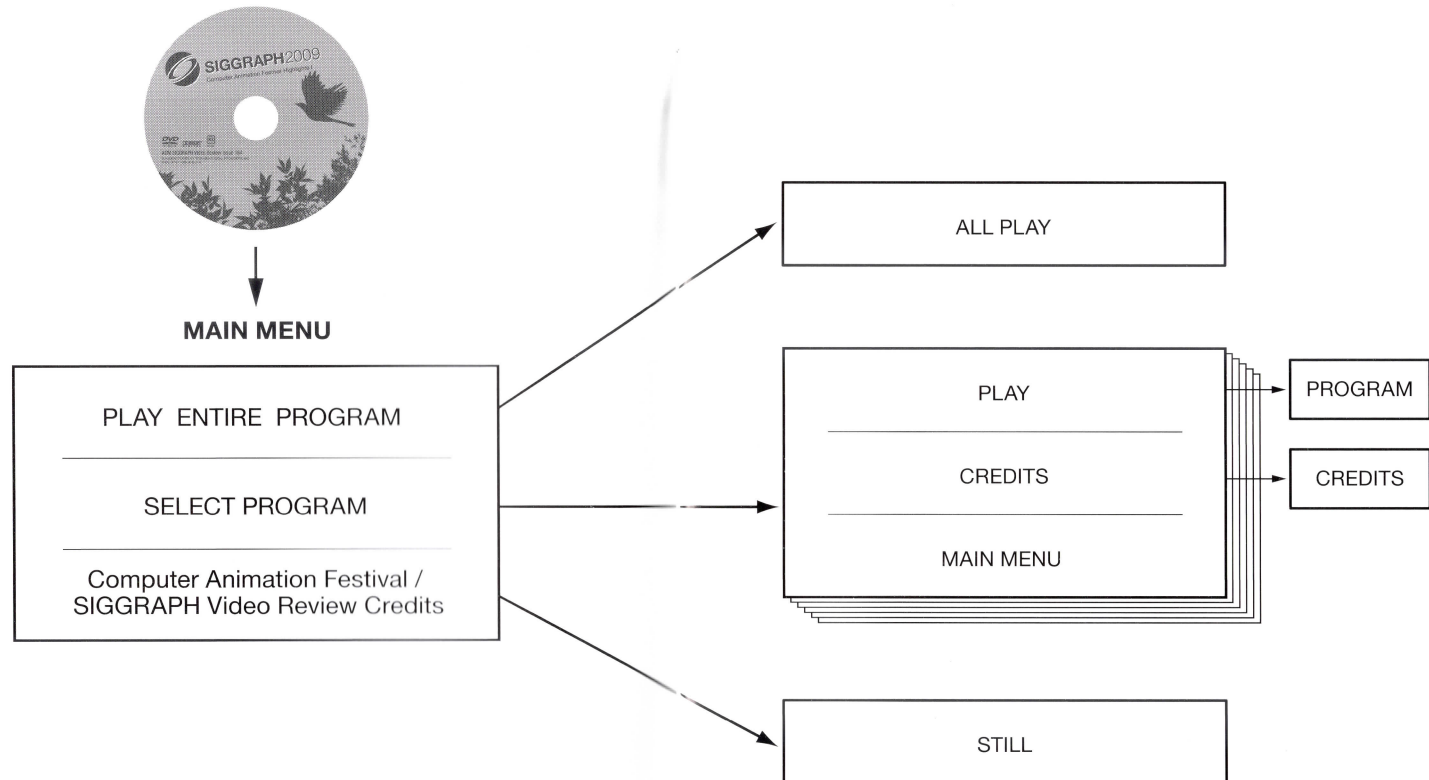 SIGGRAPH2009
Computer Animation Festival Highlights I
DVD
MAIN MENU
PLAY ENTIRE PROGRAM
SELECT PROGRAM
Computer Animation Festival /
SIGGRAPH Video Review Credits
ALL PLAY
PLAY
CREDITS
MAIN MENU
PROGRAM
CREDITS
STILL